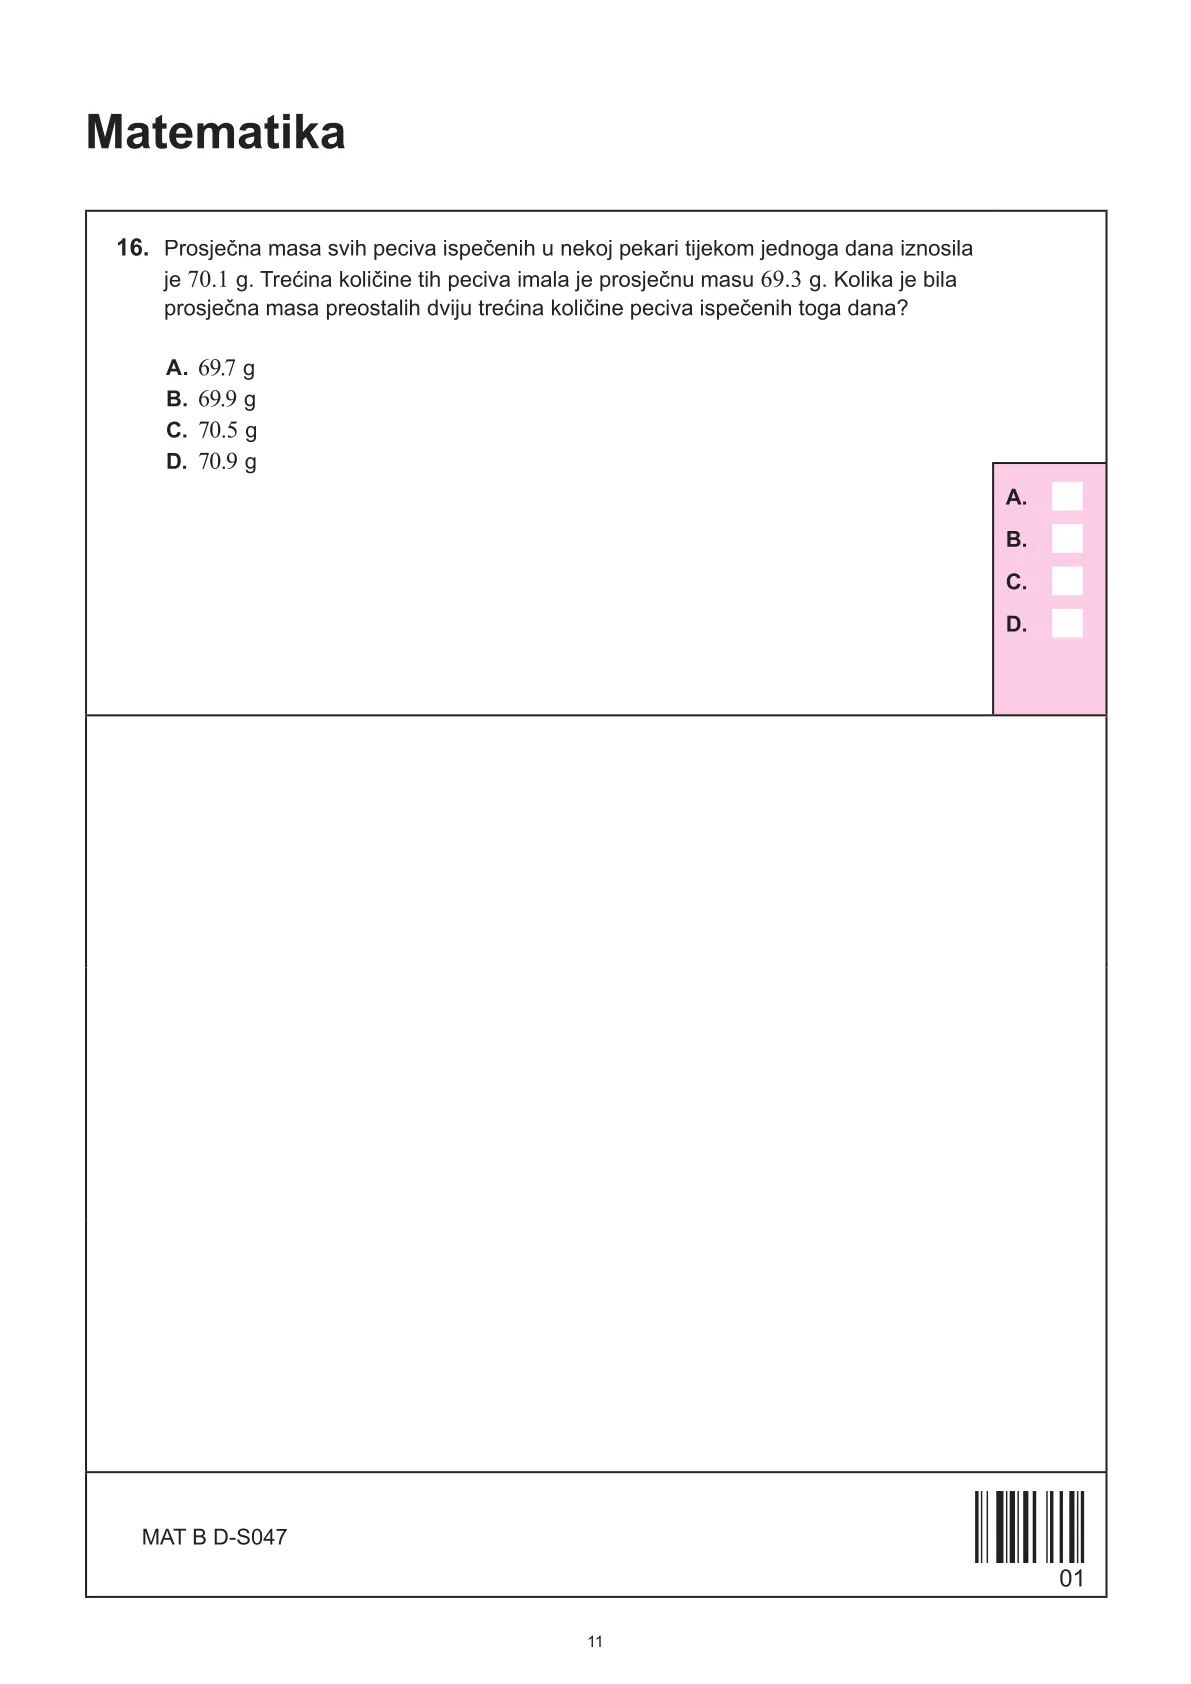 Matematika
16. Prosječna masa svih peciva ispečenih u nekoj pekari tijekom jednoga dana iznosila
je 70.1 g. Trećina količine tih peciva imala je prosječnu masu 69.3 g. Kolika je bila
prosječna masa preostalih dviju trećina količine peciva ispečenih toga dana?
A. 69.7 g
B. 69.9 g
C. 70.5 g
D. 70.9 g
A.
B.
C.
D.
MAT B D-S047
01
11